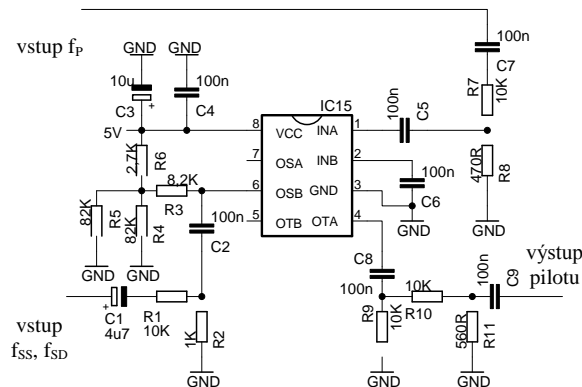 vstup fP
GND
GND
100n
C7
10u
100n
C3
+
C4
R7
10K
IC15
100n
C5
5V
8
VCC
INA
1
R6
2,7K
7
OSA
INB
2
470R
R8
8,2K
R3
6
OSB
GND
3
100n
C6
82K
R5
82K
R4
100n
C2
5
OTB
OTA
4
GND
GND
GND
GND
C8
výstup
pilotu
100n
C9
100n
10K
R10
+
C1
4u7
R1
10K
1K
R2
R9
10K
560R
R11
vstup
fSS, fSD
GND
GND
GND